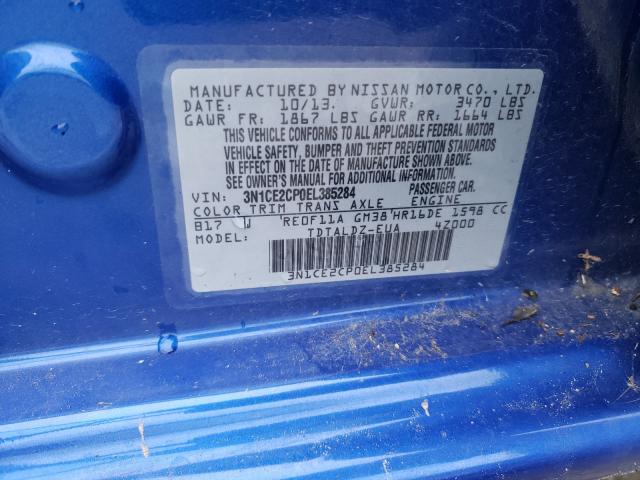 MANUFACTURED BY NISSAN MOTOR CO., LTD.
DATE: 10/13. GVWR: 3470 LBS
GAWR FR: 1867 LBS GAWR RR: 1664 LBS
THIS VEHICLE CONFORMS TO ALL APPLICABLE FEDERAL MOTOR
VEHICLE SAFETY, BUMPER AND THEFT PREVENTION STANDARDS
IN EFFECT ON THE DATE OF MANUFACTURE SHOWN ABOVE.
SEE OWNER'S MANUAL FOR ADDITIONAL INFORMATION.
VIN: 3N1CE2CP0EL385284 PASSENGER CAR.
COLOR TRIM TRANS AXLE ENGINE
B17 W RE0F11A GM38 HR16DE 1598 CC
MODEL: TDTALDZ-EUA 4Z000
3N1CE2CP0EL385284